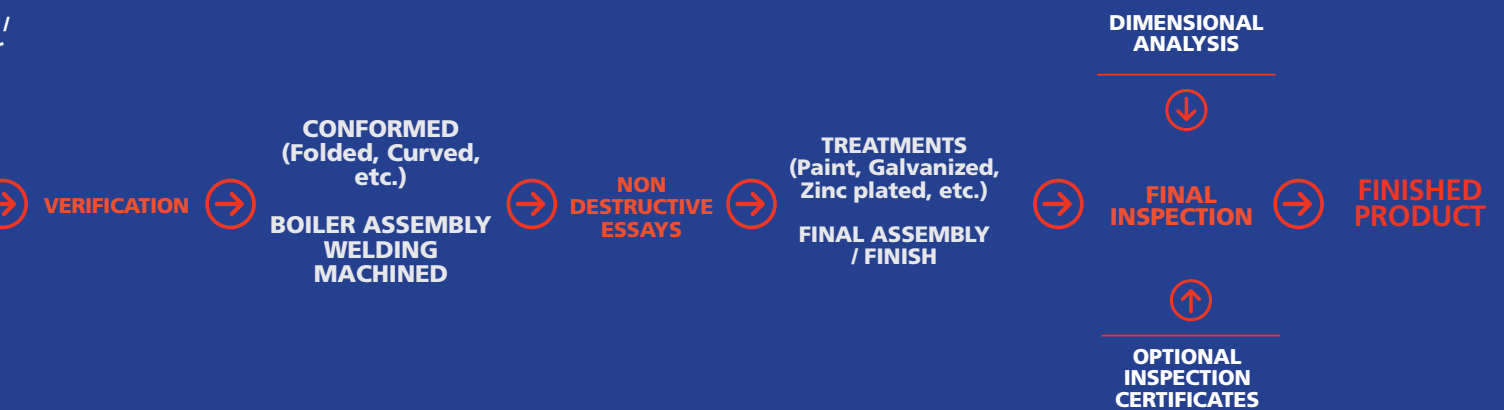 VERIFICATION
CONFORMED
(Folded, Curved,
etc.)
BOILER ASSEMBLY
WELDING
MACHINED
NON
DESTRUCTIVE
ESSAYS
TREATMENTS
(Paint, Galvanized,
Zinc plated, etc.)
FINAL ASSEMBLY
/ FINISH
DIMENSIONAL
ANALYSIS
FINAL
INSPECTION
OPTIONAL
INSPECTION
CERTIFICATES
FINISHED
PRODUCT